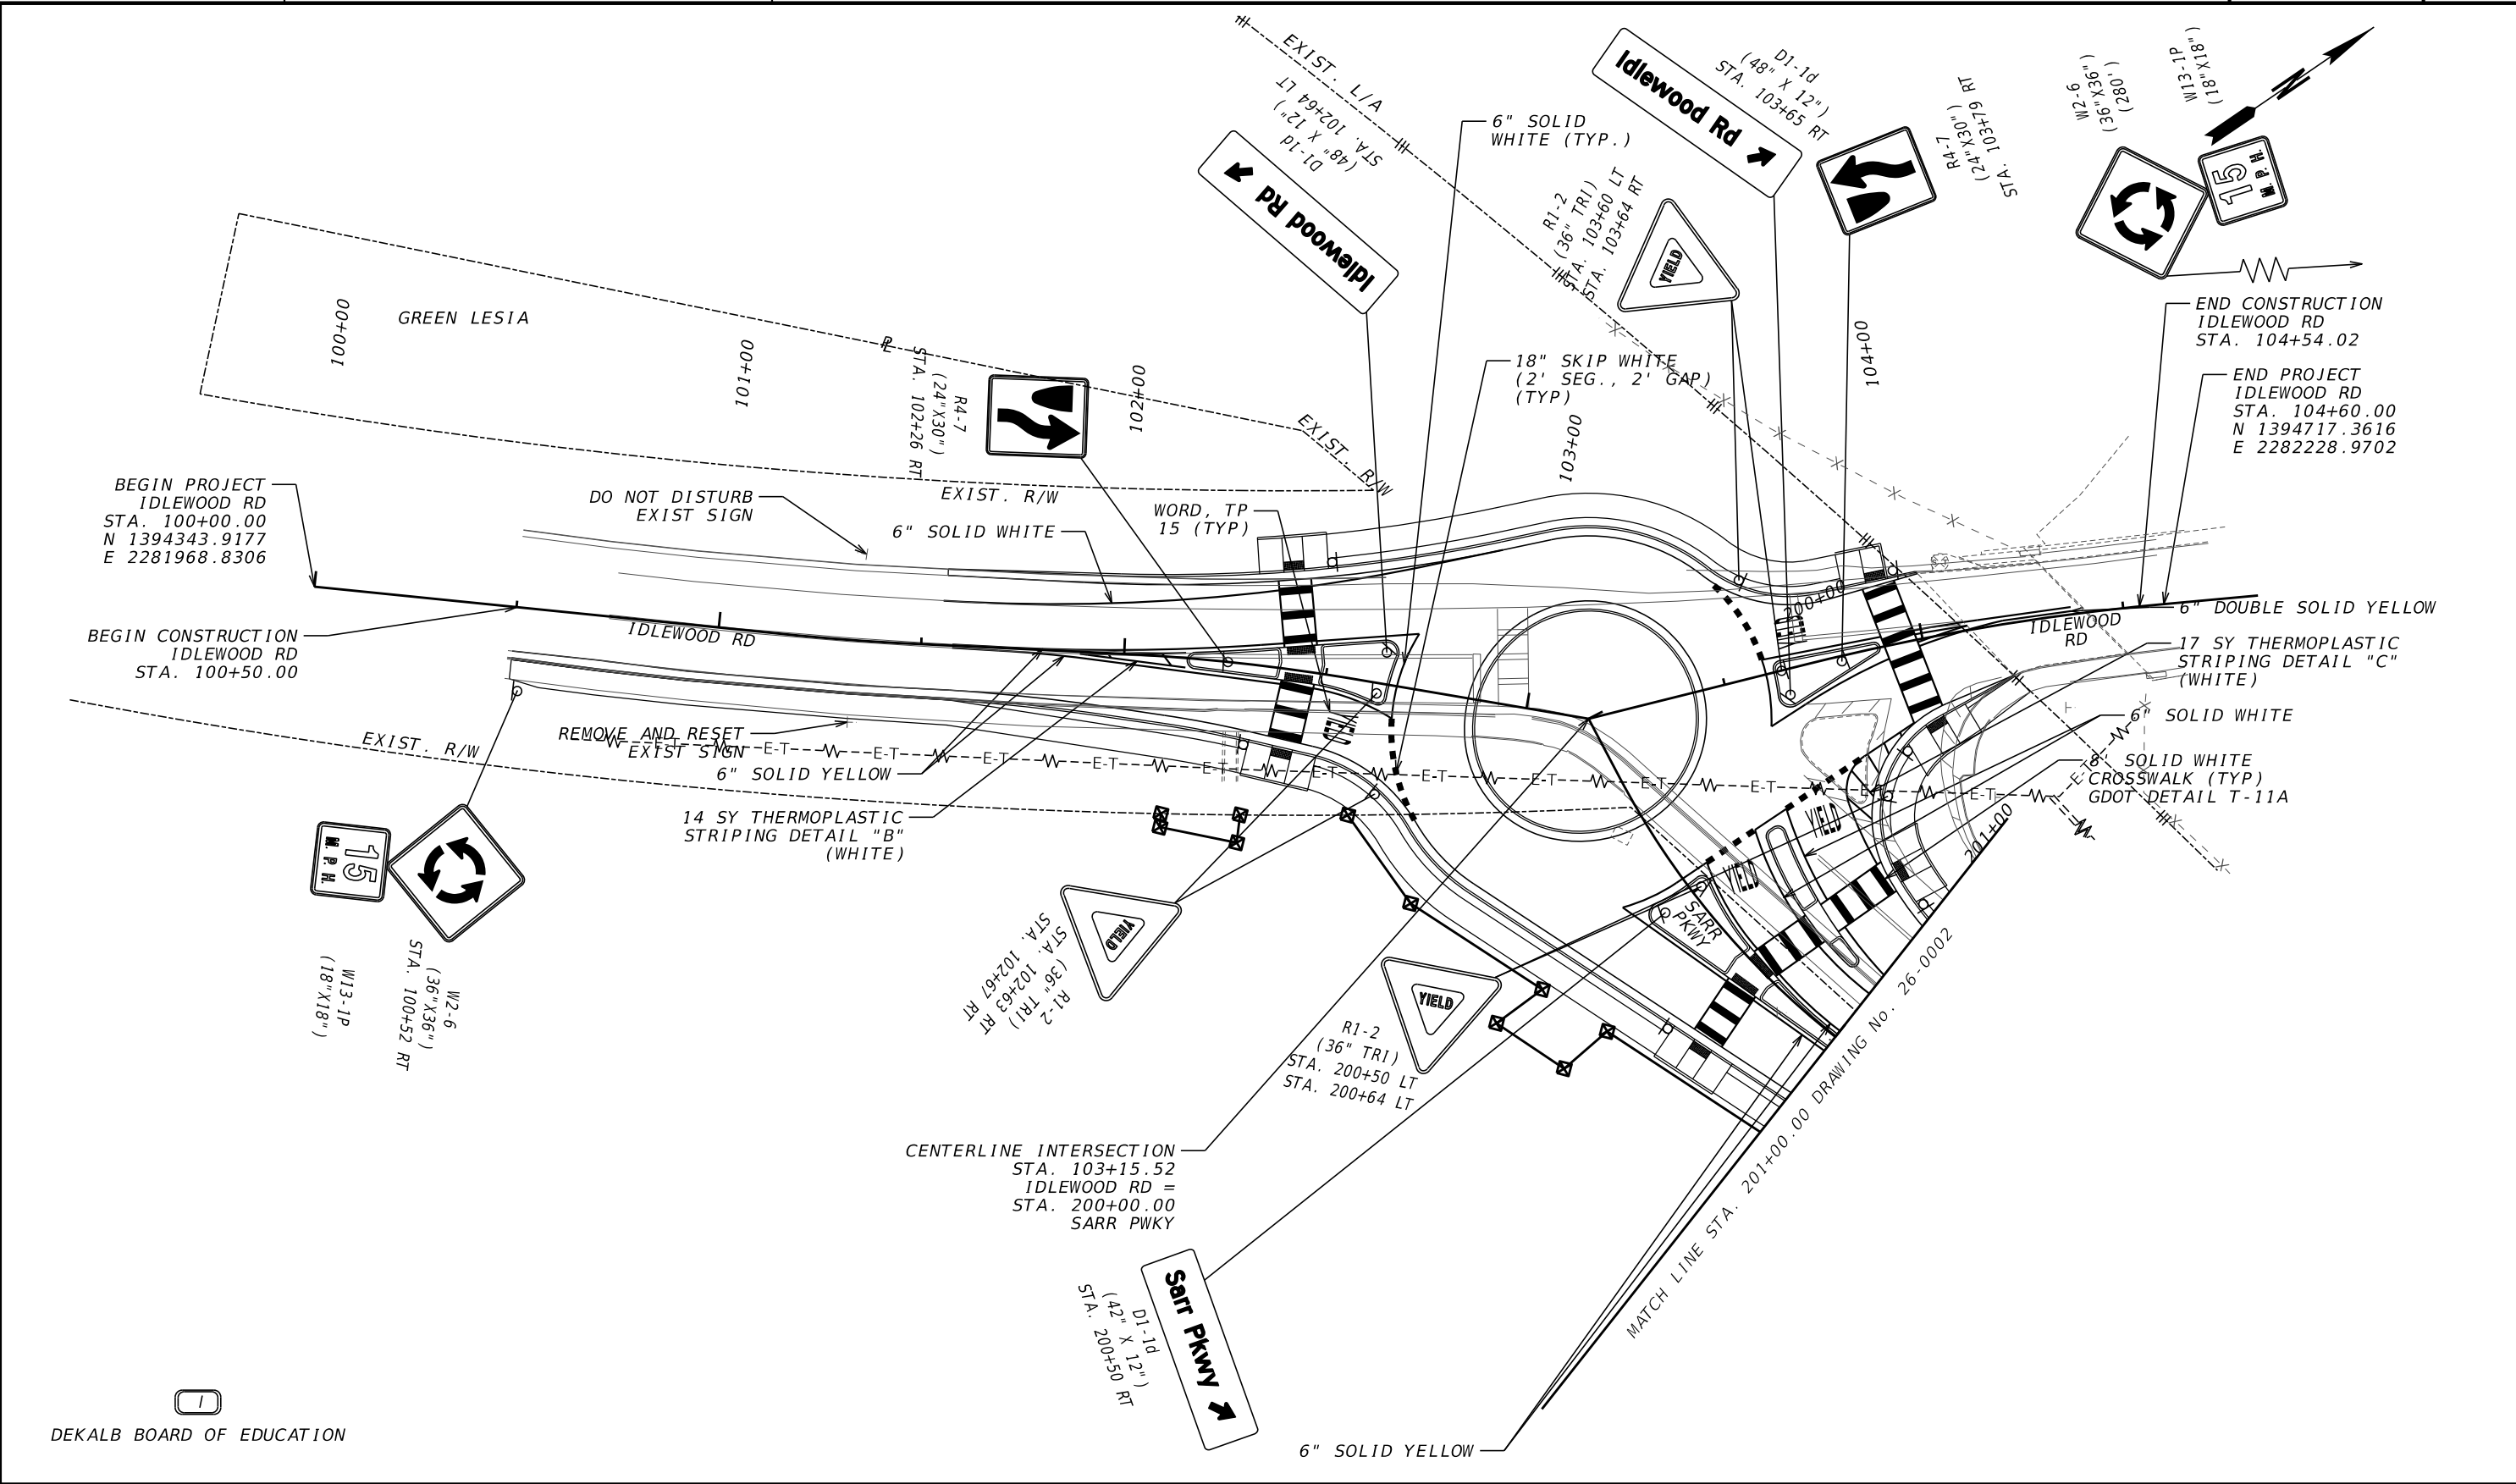 EXIST. L/A
D1-1d
(48" X 12")
STA. 102+64 LT
Idlewood Rd
6" SOLID
WHITE (TYP.)
Idlewood Rd
D1-1d
(48" X 12")
STA. 103+65 RT
R1-2
(36" TRI)
STA. 103+60 LT
STA. 103+64 RT
YIELD
R4-7
(24"X30")
STA. 103+79 RT
W2-6
(36"X36")
(280')
W13-1P
(18"X18")
N
15
M.P.H.
END CONSTRUCTION
IDLEWOOD RD
STA. 104+54.02
END PROJECT
IDLEWOOD RD
STA. 104+60.00
N 1394717.3616
E 2282228.9702
GREEN LESIA
100+00
101+00
102+00
103+00
104+00
PL
R4-7
(24"X30")
STA. 102+26 RT
18" SKIP WHITE
(2' SEG., 2' GAP)
(TYP)
EXIST. R/W
EXIST. R/W
BEGIN PROJECT
IDLEWOOD RD
STA. 100+00.00
N 1394343.9177
E 2281968.8306
DO NOT DISTURB
EXIST SIGN
6" SOLID WHITE
WORD, TP
15 (TYP)
BEGIN CONSTRUCTION
IDLEWOOD RD
STA. 100+50.00
IDLEWOOD RD
200+00
IDLEWOOD
RD
6" DOUBLE SOLID YELLOW
17 SY THERMOPLASTIC
STRIPING DETAIL "C"
(WHITE)
6" SOLID WHITE
8" SOLID WHITE
CROSSWALK (TYP)
GDOT DETAIL T-11A
EXIST. R/W
REMOVE AND RESET
EXIST SIGN
6" SOLID YELLOW
14 SY THERMOPLASTIC
STRIPING DETAIL "B"
(WHITE)
E-T
E-T
E-T
E-T
E-T
E-T
E-T
E-T
E-T
E-T
E-T
E-T
E-T
E-T
YIELD
YIELD
YIELD
YIELD
201+00
15
M.P.H.
W13-1P
(18"X18")
W2-6
(36"X36")
STA. 100+52 RT
YIELD
R1-2
(36" TRI)
STA. 102+63 RT
STA. 102+67 RT
SARR
PKWY
YIELD
R1-2
(36" TRI)
STA. 200+50 LT
STA. 200+64 LT
CENTERLINE INTERSECTION
STA. 103+15.52
IDLEWOOD RD =
STA. 200+00.00
SARR PWKY
MATCH LINE STA. 201+00.00 DRAWING No. 26-0002
D1-1d
(42" X 12")
STA. 200+50 RT
Sarr Pkwy
6" SOLID YELLOW
1
DEKALB BOARD OF EDUCATION